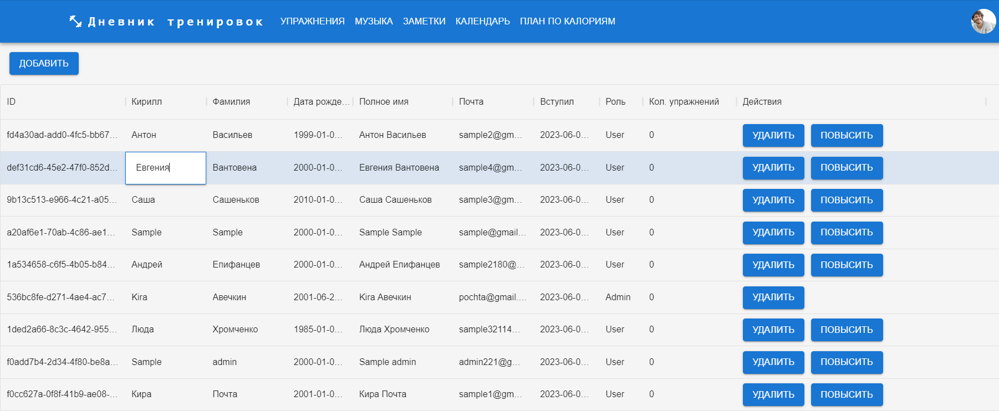 Дневник тренировок УПРАЖНЕНИЯ МУЗЫКА ЗАМЕТКИ КАЛЕНДАРЬ ПЛАН ПО КАЛОРИЯМ
ДОБАВИТЬ
ID Кирилл Фамилия Дата рожде... Полное имя Почта Вступил Роль Кол. упражнений Действия
fd4a30ad-add0-4fc5-bb67... Антон Васильев 1999-01-0... Антон Васильев sample2@gm... 2023-06-0... User 0 УДАЛИТЬ ПОВЫСИТЬ
def31cd6-45e2-47f0-852d... Евгения Вантовена 2000-01-0... Евгения Вантовена sample4@gm... 2023-06-0... User 0 УДАЛИТЬ ПОВЫСИТЬ
9b13c513-e966-4c21-a05... Саша Сашеньков 2010-01-0... Саша Сашеньков sample3@gm... 2023-06-0... User 0 УДАЛИТЬ ПОВЫСИТЬ
a20af6e1-70ab-4c86-ae1... Sample Sample 2000-01-0... Sample Sample sample@gmail... 2023-06-0... User 0 УДАЛИТЬ ПОВЫСИТЬ
1a534658-c6f5-4b05-b84... Андрей Епифанцев 2000-01-0... Андрей Епифанцев sample2180@... 2023-06-0... User 0 УДАЛИТЬ ПОВЫСИТЬ
536bc8fe-d271-4ae4-ac7... Kira Авечкин 2001-06-2... Kira Авечкин pochta@gmail.... 2023-06-0... Admin 0 УДАЛИТЬ
1ded2a66-8c3c-4642-955... Люда Хромченко 1985-01-0... Люда Хромченко sample32114... 2023-06-0... User 0 УДАЛИТЬ ПОВЫСИТЬ
f0add7b4-2d34-4f80-be8a... Sample admin 2000-01-0... Sample admin admin221@g... 2023-06-0... User 0 УДАЛИТЬ ПОВЫСИТЬ
f0cc627a-0f8f-41b9-ae08-... Кира Почта 2001-01-0... Кира Почта sample1@gm... 2023-06-0... User 0 УДАЛИТЬ ПОВЫСИТЬ